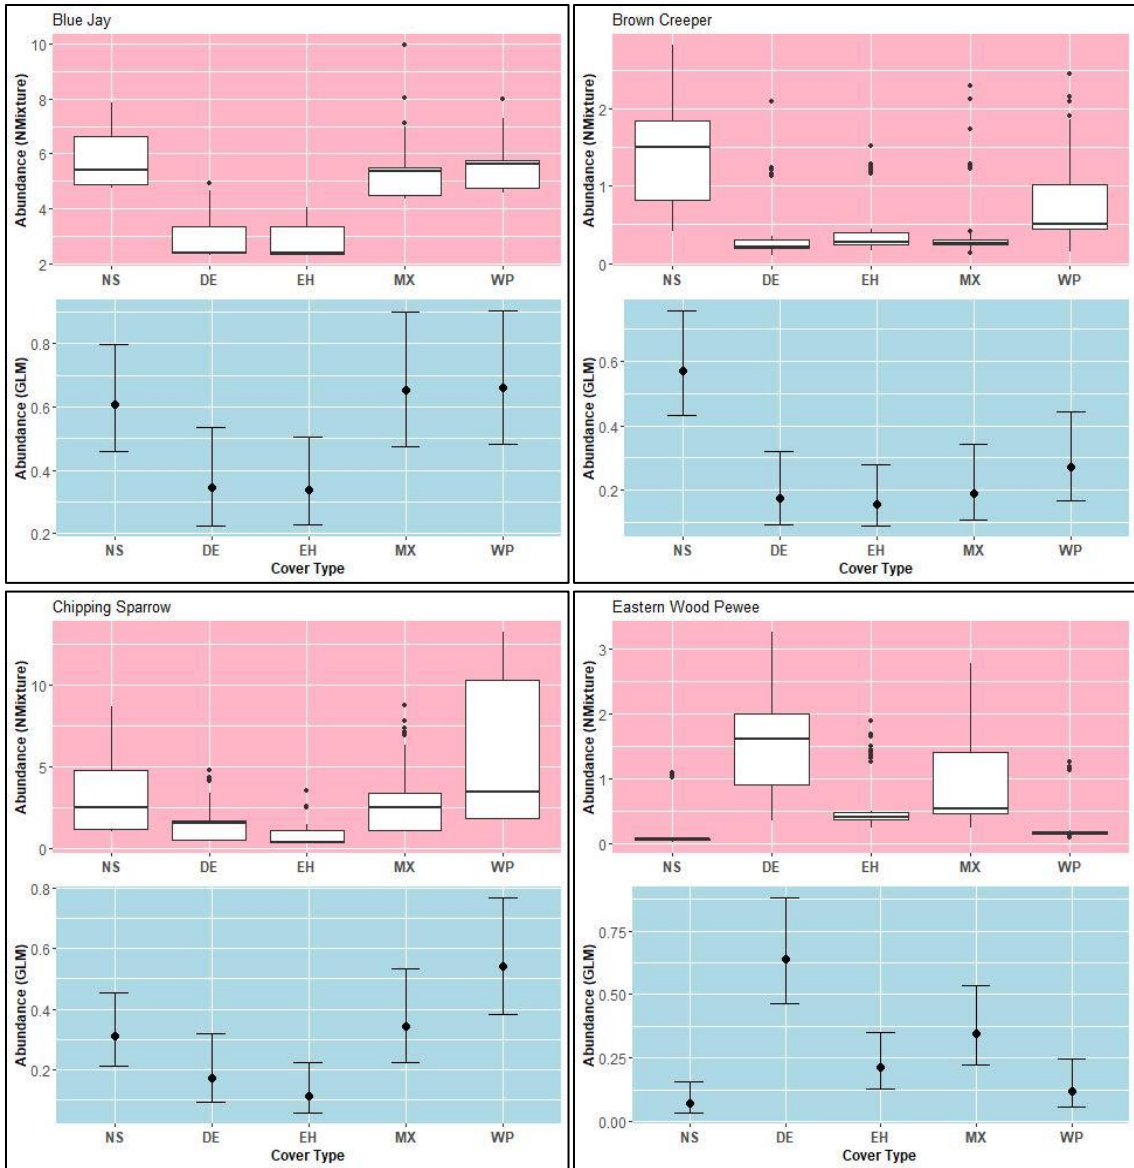 Blue Jay
Abundance (NMixture)
10
8
6
4
2
NS DE EH MX WP
Abundance (GLM)
0.8
0.6
0.4
0.2
NS DE EH MX WP
Cover Type
Brown Creeper
Abundance (NMixture)
2
1
0
NS DE EH MX WP
Abundance (GLM)
0.6
0.4
0.2
NS DE EH MX WP
Cover Type
Chipping Sparrow
Abundance (NMixture)
10
5
0
NS DE EH MX WP
Abundance (GLM)
0.8
0.6
0.4
0.2
NS DE EH MX WP
Cover Type
Eastern Wood Pewee
Abundance (NMixture)
3
2
1
0
NS DE EH MX WP
Abundance (GLM)
0.75
0.50
0.25
0.00
NS DE EH MX WP
Cover Type